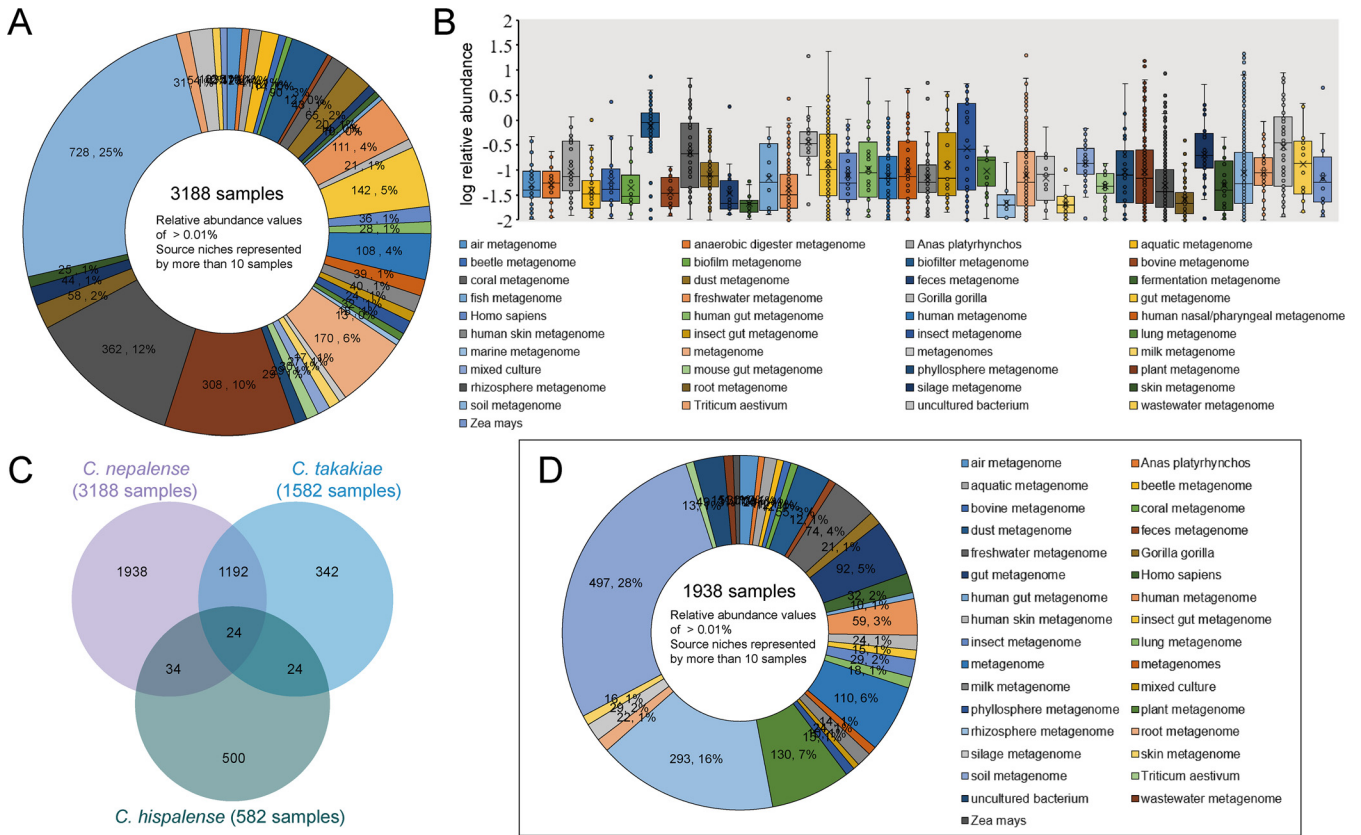 A
728 , 25%
111 , 4%
21 , 1%
142 , 5%
36 , 1%
28 , 1%
108 , 4%
39 , 1%
40 , 1%
24 , 1%
170 , 6%
308 , 10%
362 , 12%
58 , 2%
44 , 1%
25 , 1%
65 , 2%
3188 samples
Relative abundance values
of > 0.01%
Source niches represented
by more than 10 samples
B
log relative abundance
2
1.5
1
0.5
0
-0.5
-1
-1.5
-2
air metagenome
anaerobic digester metagenome
Anas platyrhynchos
aquatic metagenome
beetle metagenome
biofilm metagenome
biofilter metagenome
bovine metagenome
coral metagenome
dust metagenome
feces metagenome
fermentation metagenome
fish metagenome
freshwater metagenome
Gorilla gorilla
gut metagenome
Homo sapiens
human gut metagenome
human metagenome
human nasal/pharyngeal metagenome
human skin metagenome
insect gut metagenome
insect metagenome
lung metagenome
marine metagenome
metagenome
metagenomes
milk metagenome
mixed culture
mouse gut metagenome
phyllosphere metagenome
plant metagenome
rhizosphere metagenome
root metagenome
silage metagenome
skin metagenome
soil metagenome
Triticum aestivum
uncultured bacterium
wastewater metagenome
Zea mays
C
C. nepalense
(3188 samples)
C. takakiae
(1582 samples)
1938
1192
342
24
34
24
500
C. hispalense (582 samples)
D
497, 28%
12, 1%
74, 4%
21, 1%
92, 5%
32, 2%
10, 1%
59, 3%
24, 1%
15, 1%
29, 2%
18, 1%
110, 6%
14, 1%
130, 7%
293, 16%
22, 1%
29, 2%
16, 1%
1938 samples
Relative abundance values
of > 0.01%
Source niches represented
by more than 10 samples
air metagenome
Anas platyrhynchos
aquatic metagenome
beetle metagenome
bovine metagenome
coral metagenome
dust metagenome
feces metagenome
freshwater metagenome
Gorilla gorilla
gut metagenome
Homo sapiens
human gut metagenome
human metagenome
human skin metagenome
insect gut metagenome
insect metagenome
lung metagenome
metagenome
metagenomes
milk metagenome
mixed culture
phyllosphere metagenome
plant metagenome
rhizosphere metagenome
root metagenome
silage metagenome
skin metagenome
soil metagenome
Triticum aestivum
uncultured bacterium
wastewater metagenome
Zea mays